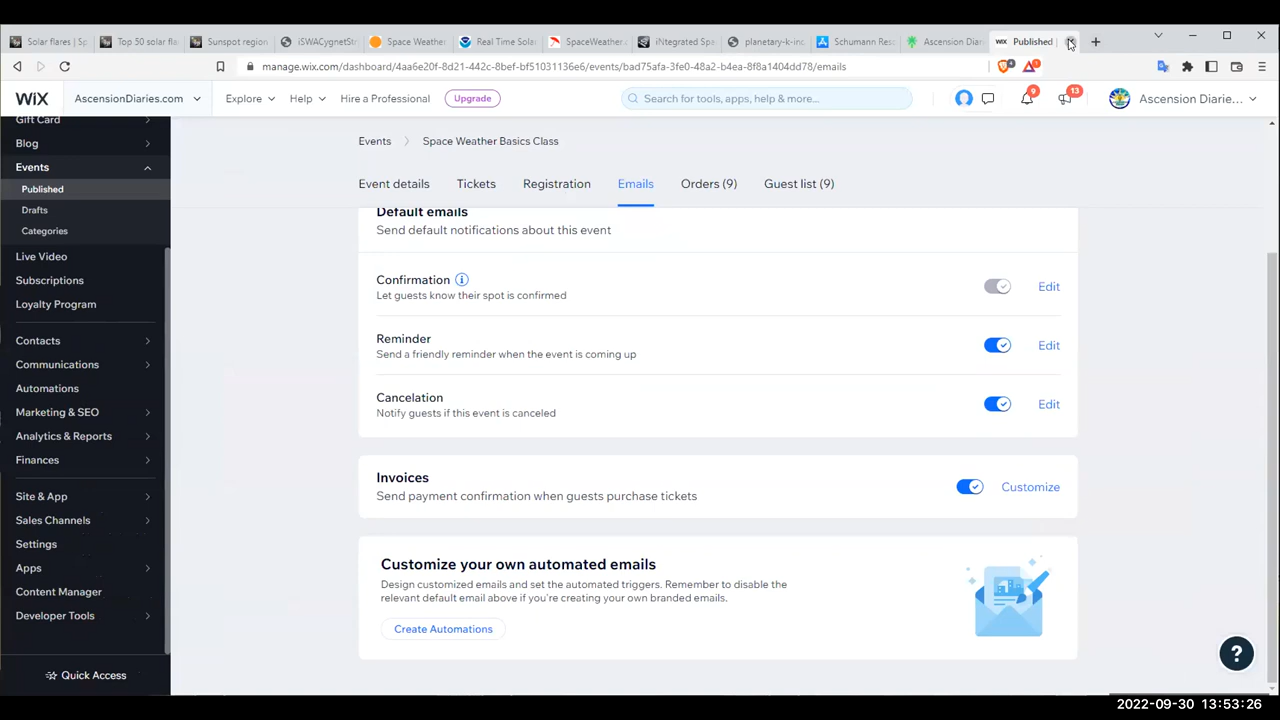 Solar flares | Sp
Top 50 solar fla
Sunspot region
iSWACygnetStr
Space Weathe
Real Time Sola
SpaceWeather.c
iNtegrated Spa
planetary-k-inc
Schumann Reso
Ascension Diar
WiX Published
manage.wix.com/dashboard/4aa6e20f-8d21-442c-8bef-bf51031136e6/events/bad75afa-3fe0-48a2-b4ea-8f8a1404dd78/emails
4
1
WiX
AscensionDiaries.com
Explore
Help
Hire a Professional
Upgrade
Search for tools, apps, help & more...
9
13
Ascension Diarie...
Gift Card
Blog
Events
Published
Drafts
Categories
Live Video
Subscriptions
Loyalty Program
Contacts
Communications
Automations
Marketing & SEO
Analytics & Reports
Finances
Site & App
Sales Channels
Settings
Apps
Content Manager
Developer Tools
Quick Access
Events > Space Weather Basics Class
Event details
Tickets
Registration
Emails
Orders (9)
Guest list (9)
Default emails
Send default notifications about this event
Confirmation
Let guests know their spot is confirmed
Edit
Reminder
Send a friendly reminder when the event is coming up
Edit
Cancelation
Notify guests if this event is canceled
Edit
Invoices
Send payment confirmation when guests purchase tickets
Customize
Customize your own automated emails
Design customized emails and set the automated triggers. Remember to disable the
relevant default email above if you're creating your own branded emails.
Create Automations
?
2022-09-30 13:53:26